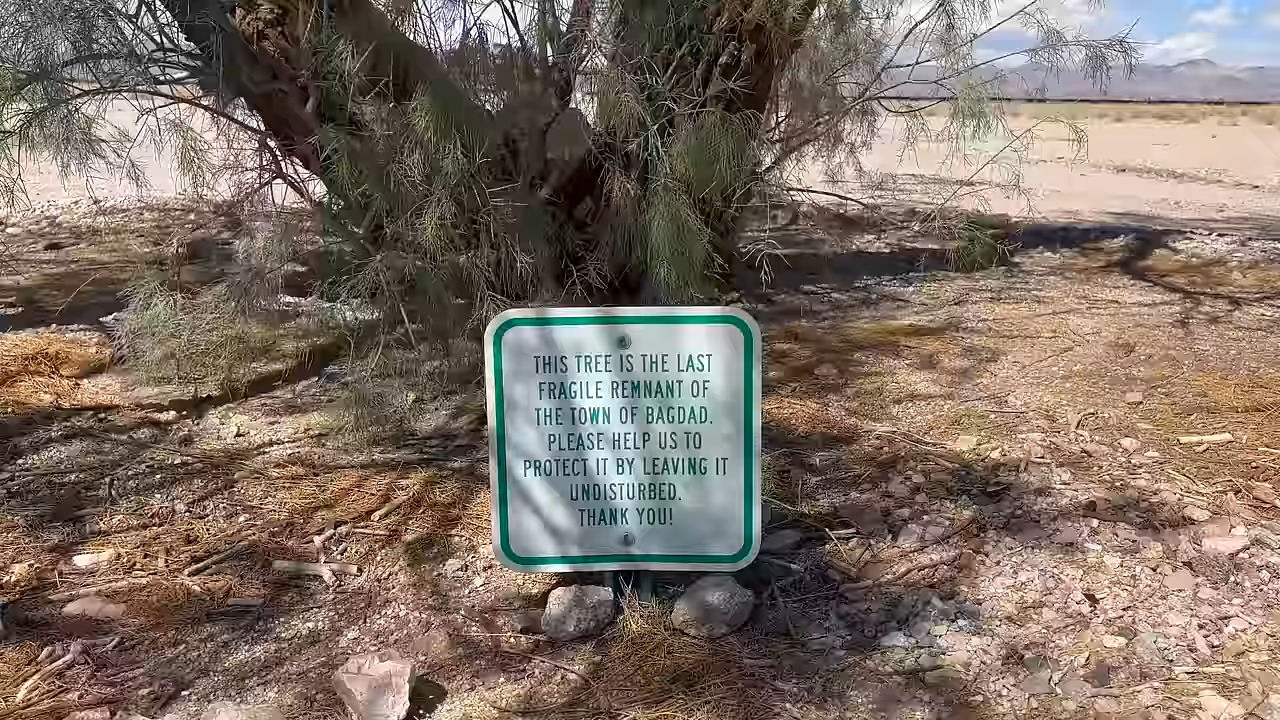 THIS TREE IS THE LAST
FRAGILE REMNANT OF
THE TOWN OF BAGDAD.
PLEASE HELP US TO
PROTECT IT BY LEAVING IT
UNDISTURBED.
THANK YOU!